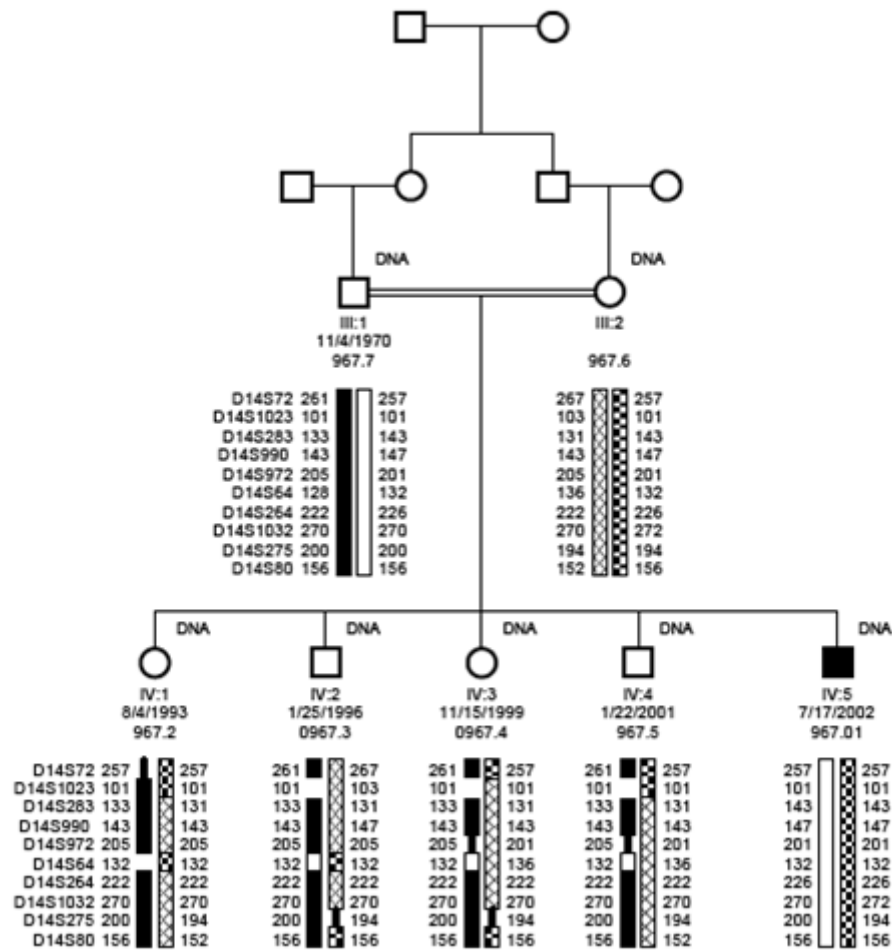 DNA DNA
III:1 III:2
11/4/1970
967.7 967.6
D14S72 261 257 267 257
D14S1023 101 101 103 101
D14S283 133 143 131 143
D14S990 143 147 143 147
D14S972 205 201 205 201
D14S64 128 132 136 132
D14S264 222 226 222 226
D14S1032 270 270 270 272
D14S275 200 200 194 194
D14S80 156 156 152 156
DNA DNA DNA DNA DNA
IV:1 IV:2 IV:3 IV:4 IV:5
8/4/1993 1/25/1996 11/15/1999 1/22/2001 7/17/2002
967.2 0967.3 0967.4 967.5 967.01
D14S72 257 257 261 267 261 257 261 257 257 257
D14S1023 101 101 101 103 101 101 101 101 101 101
D14S283 133 131 133 131 133 131 133 131 143 143
D14S990 143 143 143 147 143 143 143 143 147 147
D14S972 205 205 205 205 205 201 205 201 201 201
D14S64 132 132 132 132 132 136 132 136 132 132
D14S264 222 222 222 222 222 222 222 222 226 226
D14S1032 270 270 270 270 270 270 270 270 270 272
D14S275 200 194 200 194 200 194 200 194 200 194
D14S80 156 152 156 156 156 156 156 152 156 156